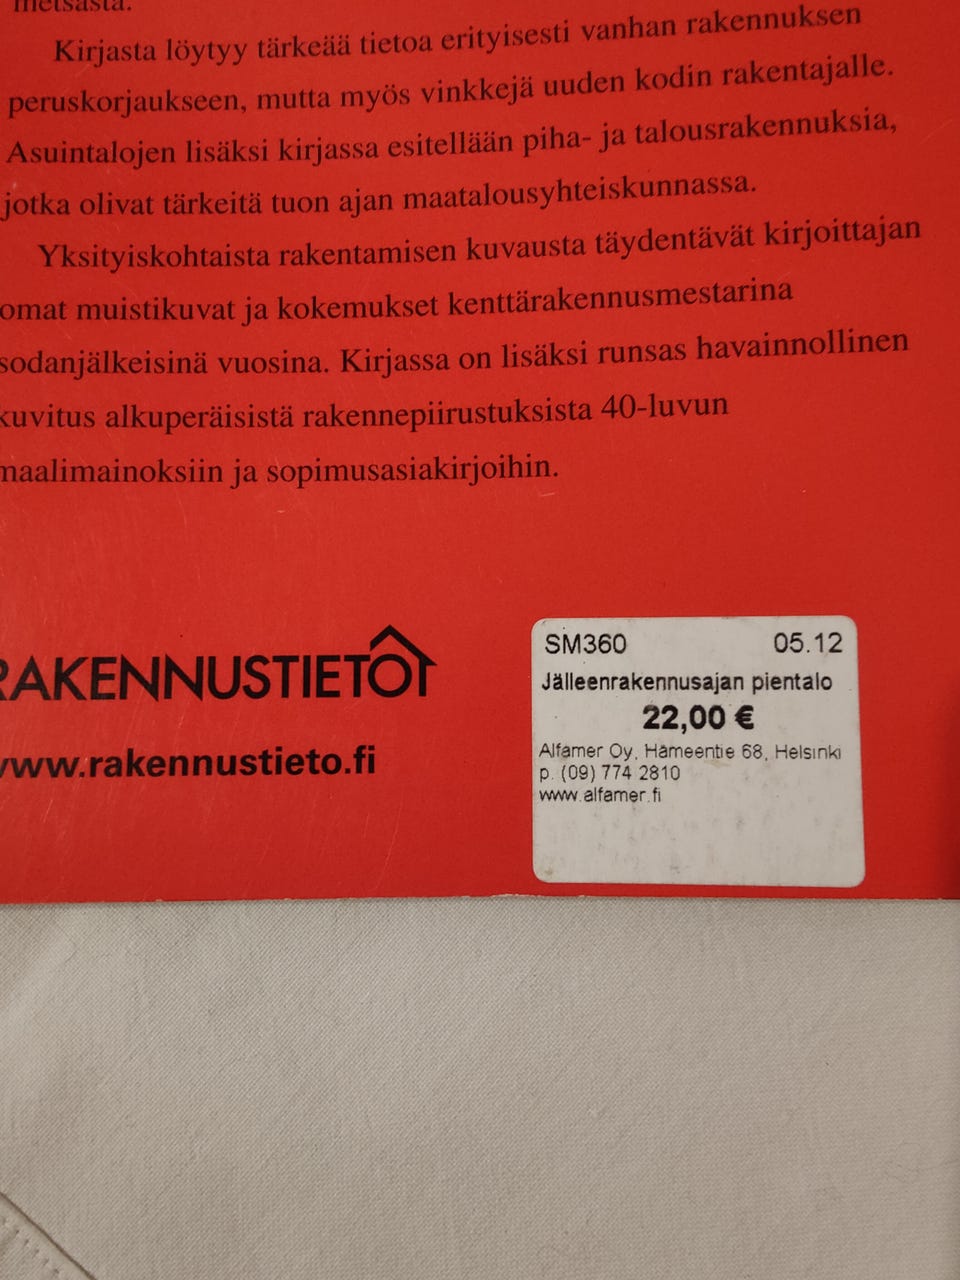 metsästä.
Kirjasta löytyy tärkeää tietoa erityisesti vanhan rakennuksen
peruskorjaukseen, mutta myös vinkkejä uuden kodin rakentajalle.
Asuintalojen lisäksi kirjassa esitellään piha- ja talousrakennuksia,
jotka olivat tärkeitä tuon ajan maatalousyhteiskunnassa.
Yksityiskohtaista rakentamisen kuvausta täydentävät kirjoittajan
omat muistikuvat ja kokemukset kenttärakennusmestarina
sodanjälkeisinä vuosina. Kirjassa on lisäksi runsas havainnollinen
kuvitus alkuperäisistä rakennepiirustuksista 40-luvun
maalimainoksiin ja sopimusasiakirjoihin.
RAKENNUSTIETO
www.rakennustieto.fi
SM360 05.12
Jälleenrakennusajan pientalo
22,00 €
Alfamer Oy, Hämeentie 68, Helsinki
p. (09) 774 2810
www.alfamer.fi